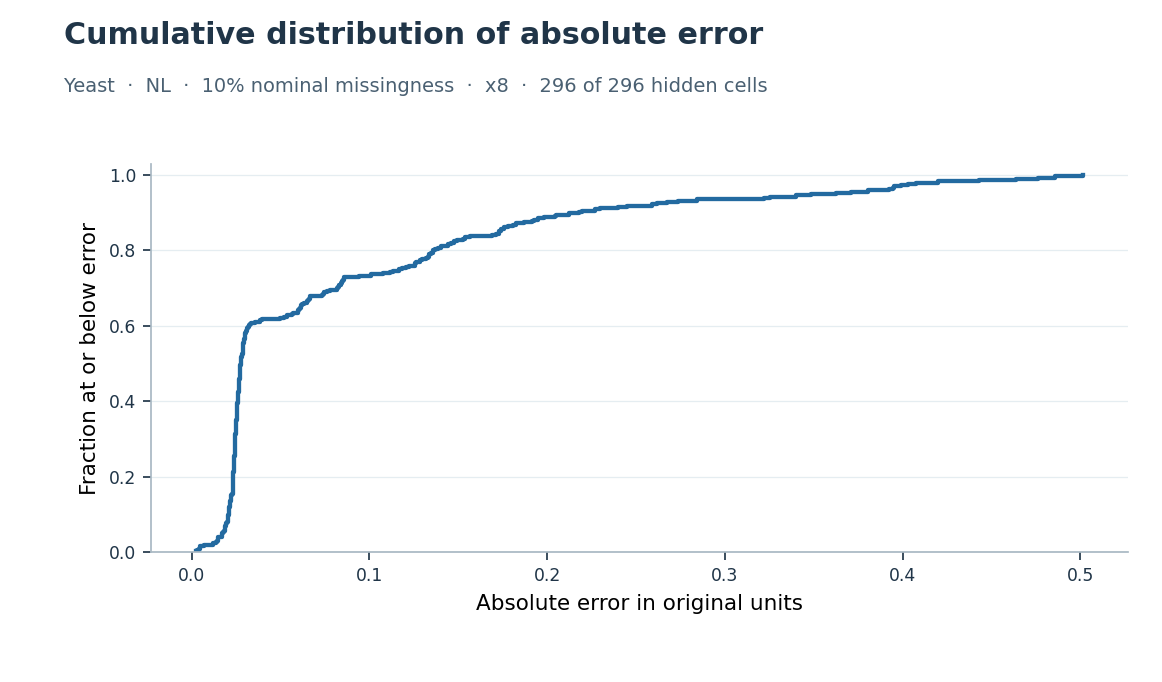 Cumulative distribution of absolute error
Yeast · NL · 10% nominal missingness · x8 · 296 of 296 hidden cells
Fraction at or below error
1.0
0.8
0.6
0.4
0.2
0.0
0.0 0.1 0.2 0.3 0.4 0.5
Absolute error in original units